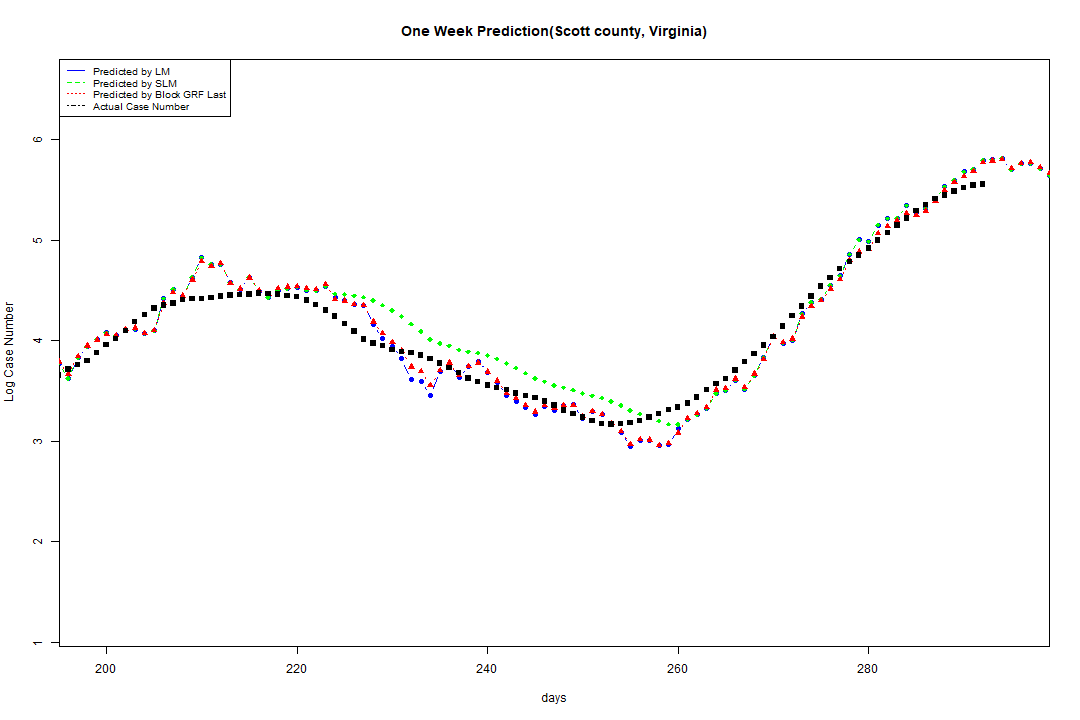 One Week Prediction(Scott county, Virginia)
Predicted by LM
Predicted by SLM
Predicted by Block GRF Last
Actual Case Number
6
5
4
3
2
1
Log Case Number
200 220 240 260 280
days